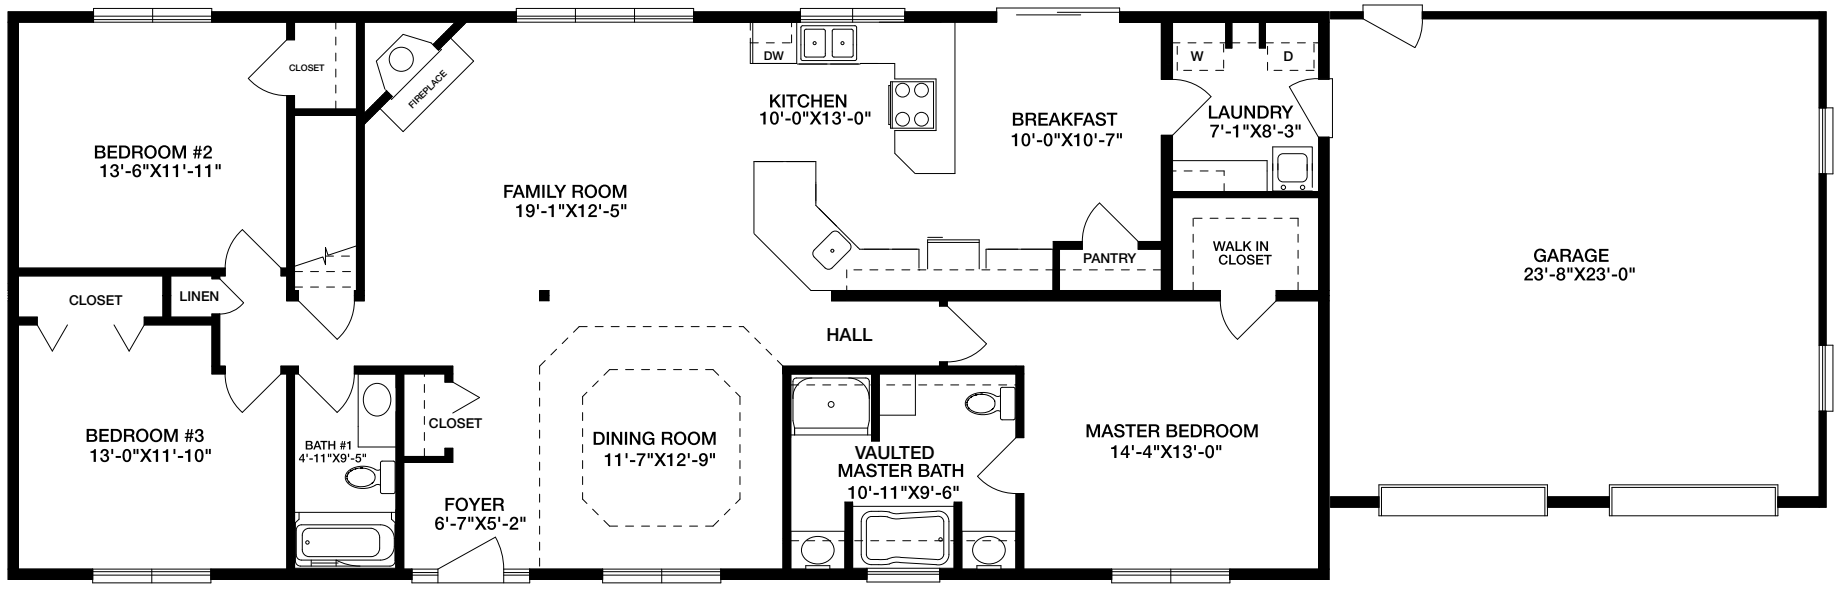 BEDROOM #2
13'-6"X11'-11"
CLOSET
FIREPLACE
FAMILY ROOM
19'-1"X12'-5"
DW
KITCHEN
10'-0"X13'-0"
BREAKFAST
10'-0"X10'-7"
PANTRY
W
D
LAUNDRY
7'-1"X8'-3"
WALK IN
CLOSET
GARAGE
23'-8"X23'-0"
CLOSET
LINEN
HALL
BEDROOM #3
13'-0"X11'-10"
BATH #1
4'-11"X9'-5"
CLOSET
FOYER
6'-7"X5'-2"
DINING ROOM
11'-7"X12'-9"
VAULTED
MASTER BATH
10'-11"X9'-6"
MASTER BEDROOM
14'-4"X13'-0"